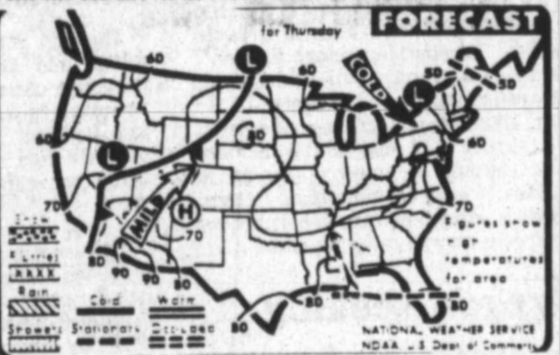 FORECAST
for Thursday
60
L
60
COLD
L
50
50
60
L
80
60
70
MILD
H
70
70
80
90
90
80
80
80
80
Figures show
high
temperatures
for area
Snow
Flurries
Rain
Showers
Cold
Warm
Stationary
Occluded
NATIONAL WEATHER SERVICE
NOAA U.S. Dept of Commerce